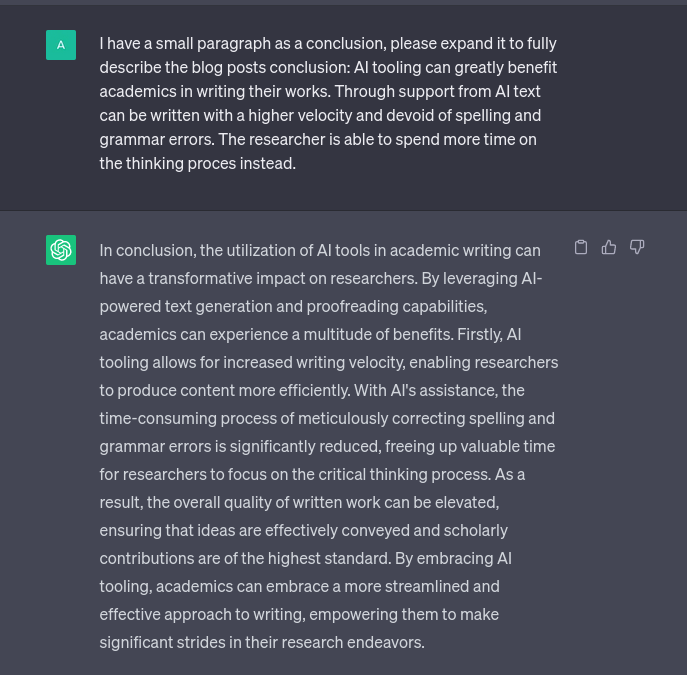 A
I have a small paragraph as a conclusion, please expand it to fully
describe the blog posts conclusion: AI tooling can greatly benefit
academics in writing their works. Through support from AI text
can be written with a higher velocity and devoid of spelling and
grammar errors. The researcher is able to spend more time on
the thinking proces instead.
In conclusion, the utilization of AI tools in academic writing can
have a transformative impact on researchers. By leveraging AI-
powered text generation and proofreading capabilities,
academics can experience a multitude of benefits. Firstly, AI
tooling allows for increased writing velocity, enabling researchers
to produce content more efficiently. With AI's assistance, the
time-consuming process of meticulously correcting spelling and
grammar errors is significantly reduced, freeing up valuable time
for researchers to focus on the critical thinking process. As a
result, the overall quality of written work can be elevated,
ensuring that ideas are effectively conveyed and scholarly
contributions are of the highest standard. By embracing AI
tooling, academics can embrace a more streamlined and
effective approach to writing, empowering them to make
significant strides in their research endeavors.